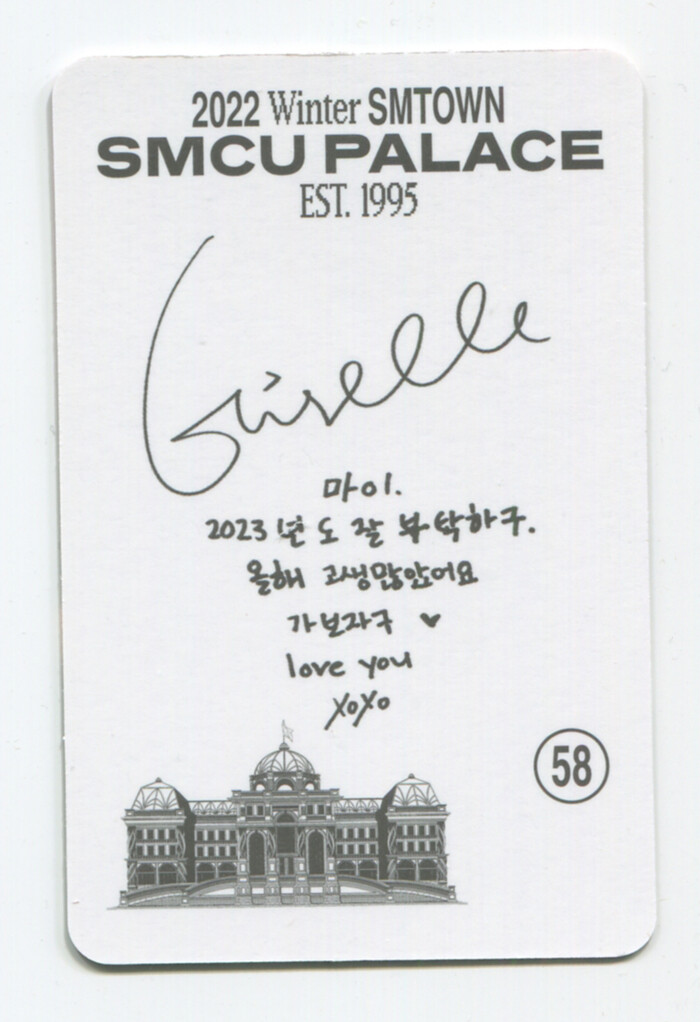 2022 Winter SMTOWN
SMCU PALACE
EST. 1995
Giselle
마이.
2023년도 잘 부탁하구.
올해 고생많았어요
가보자구 ♥
love you
xoxo
58